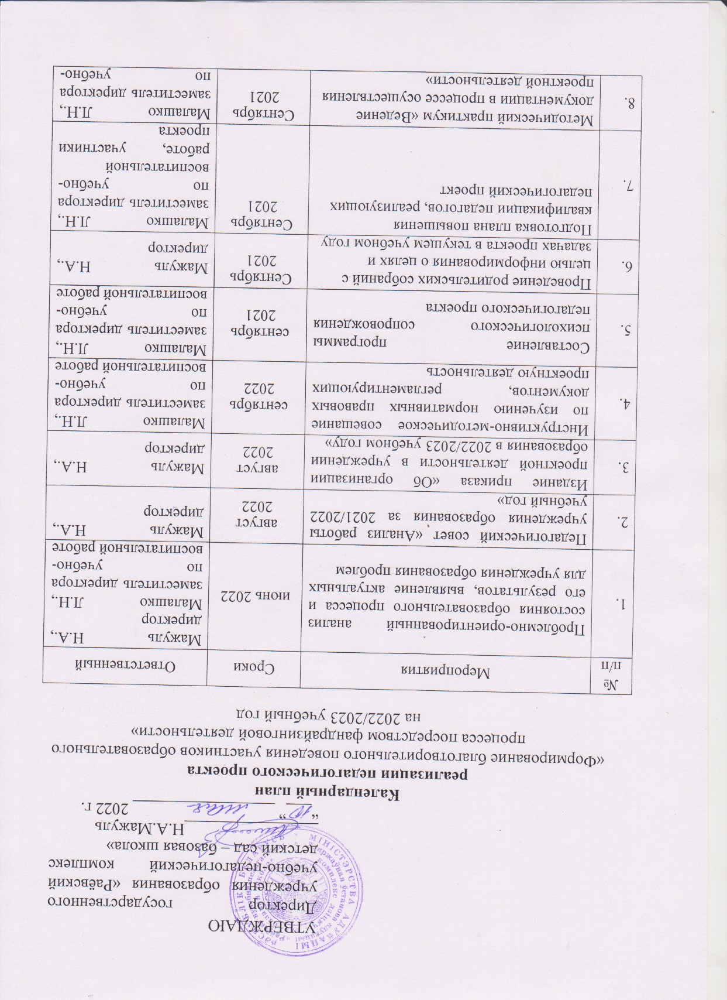 УТВЕРЖДАЮ
Директор государственного
учреждения образования «Раёвский
учебно-педагогический комплекс
детский сад – базовая школа»
Н.А.Мажуль
„ 10 „ мая 2022 г.
МІНІСТЭРСТВА АДУКАЦЫІ
РЭСПУБЛІКІ БЕЛАРУСЬ
Календарный план
реализации педагогического проекта
«Формирование благотворительного поведения участников образовательного
процесса посредством фандрайзинговой деятельности»
на 2022/2023 учебный год
№
п/п
Мероприятия
Сроки
Ответственный
1.
Проблемно-ориентированный анализ
состояния образовательного процесса и
его результатов, выявление актуальных
для учреждения образования проблем
июнь 2022
Мажуль Н.А.,
директор
Малашко Л.Н.,
заместитель директора
по учебно-
воспитательной работе
2.
Педагогический совет «Анализ работы
учреждения образования за 2021/2022
учебный год»
август
2022
Мажуль Н.А.,
директор
3.
Издание приказа «Об организации
проектной деятельности в учреждении
образования в 2022/2023 учебном году»
август
2022
Мажуль Н.А.,
директор
4.
Инструктивно-методическое совещание
по изучению нормативных правовых
документов, регламентирующих
проектную деятельность
сентябрь
2022
Малашко Л.Н.,
заместитель директора
по учебно-
воспитательной работе
5.
Составление программы
психологического сопровождения
педагогического проекта
сентябрь
2021
Малашко Л.Н.,
заместитель директора
по учебно-
воспитательной работе
6.
Проведение родительских собраний с
целью информирования о целях и
задачах проекта в текущем учебном году
Сентябрь
2021
Мажуль Н.А.,
директор
7.
Подготовка плана повышения
квалификации педагогов, реализующих
педагогический проект
Сентябрь
2021
Малашко Л.Н.,
заместитель директора
по учебно-
воспитательной
работе, участники
проекта
8.
Методический практикум «Ведение
документации в процессе осуществления
проектной деятельности»
Сентябрь
2021
Малашко Л.Н.,
заместитель директора
по учебно-